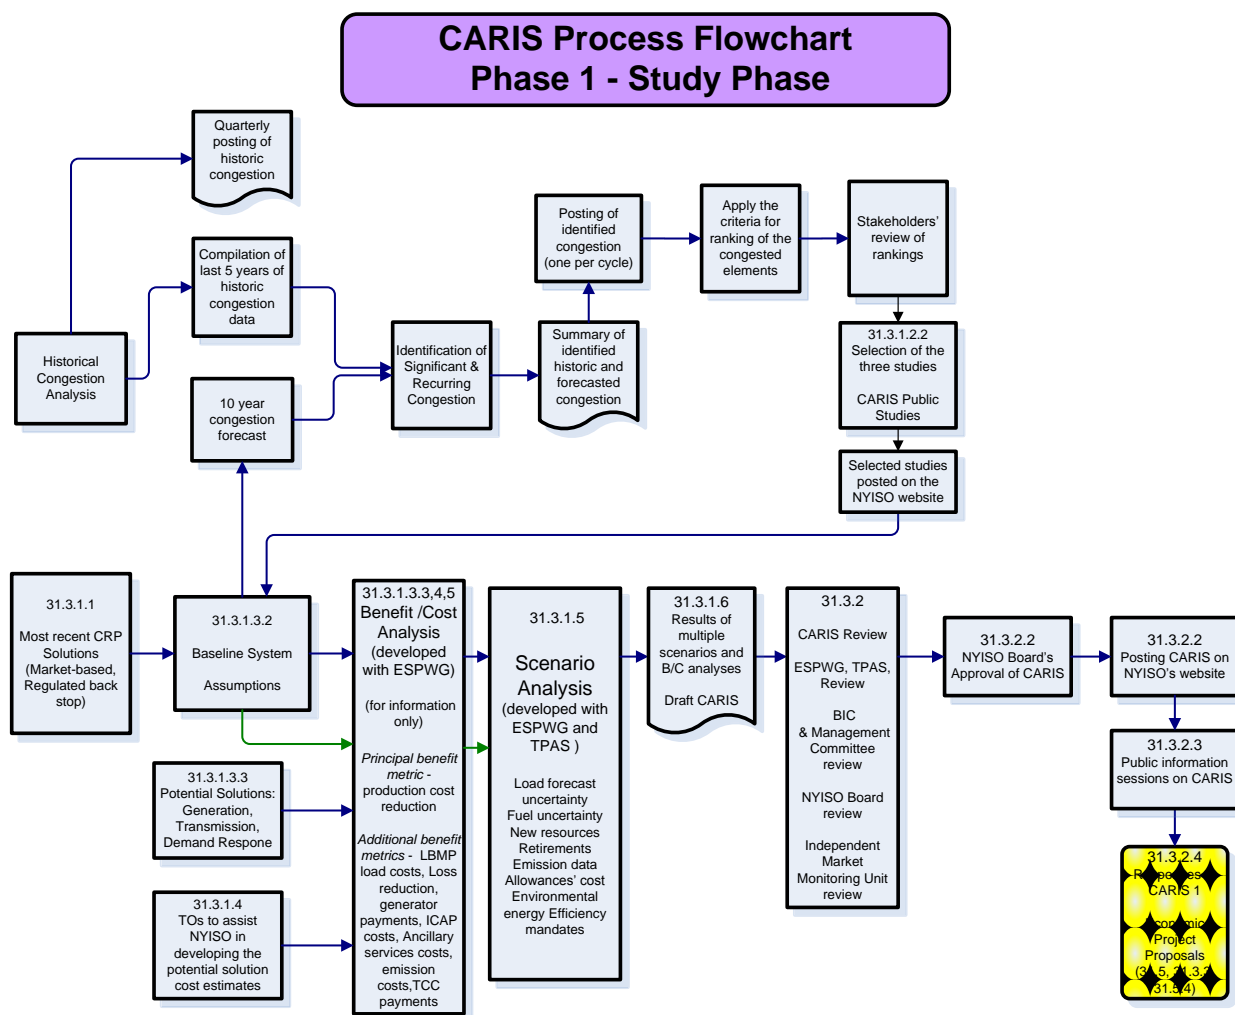 CARIS Process Flowchart
Phase 1 - Study Phase
Quarterly
posting of
historic
congestion
Compilation of
last 5 years of
historic
congestion
data
Historical
Congestion
Analysis
10 year
congestion
forecast
Identification of
Significant &
Recurring
Congestion
Posting of
identified
congestion
(one per cycle)
Summary of
identified
historic and
forecasted
congestion
Apply the
criteria for
ranking of the
congested
elements
Stakeholders’
review of
rankings
31.3.1.2.2
Selection of the
three studies
CARIS Public
Studies
Selected studies
posted on the
NYISO website
31.3.1.1
Most recent CRP
Solutions
(Market-based,
Regulated back
stop)
31.3.1.3.2
Baseline System
Assumptions
31.3.1.3.3
Potential Solutions:
Generation,
Transmission,
Demand Respone
31.3.1.4
TOs to assist
NYISO in
developing the
potential solution
cost estimates
31.3.1.3.3,4,5
Benefit /Cost
Analysis
(developed
with ESPWG)
(for information
only)
Principal benefit
metric -
production cost
reduction
Additional benefit
metrics - LBMP
load costs, Loss
reduction,
generator
payments, ICAP
costs, Ancillary
services costs,
emission
costs,TCC
payments
31.3.1.5
Scenario
Analysis
(developed with
ESPWG and
TPAS )
Load forecast
uncertainty
Fuel uncertainty
New resources
Retirements
Emission data
Allowances’ cost
Environmental
energy Efficiency
mandates
31.3.1.6
Results of
multiple
scenarios and
B/C analyses
Draft CARIS
31.3.2
CARIS Review
ESPWG, TPAS,
Review
BIC
& Management
Committee
review
NYISO Board
review
Independent
Market
Monitoring Unit
review
31.3.2.2
NYISO Board’s
Approval of CARIS
31.3.2.2
Posting CARIS on
NYISO’s website
31.3.2.3
Public information
sessions on CARIS
31.3.2.4
CARIS 1
Economic
Project
Proposals
31.5.4)